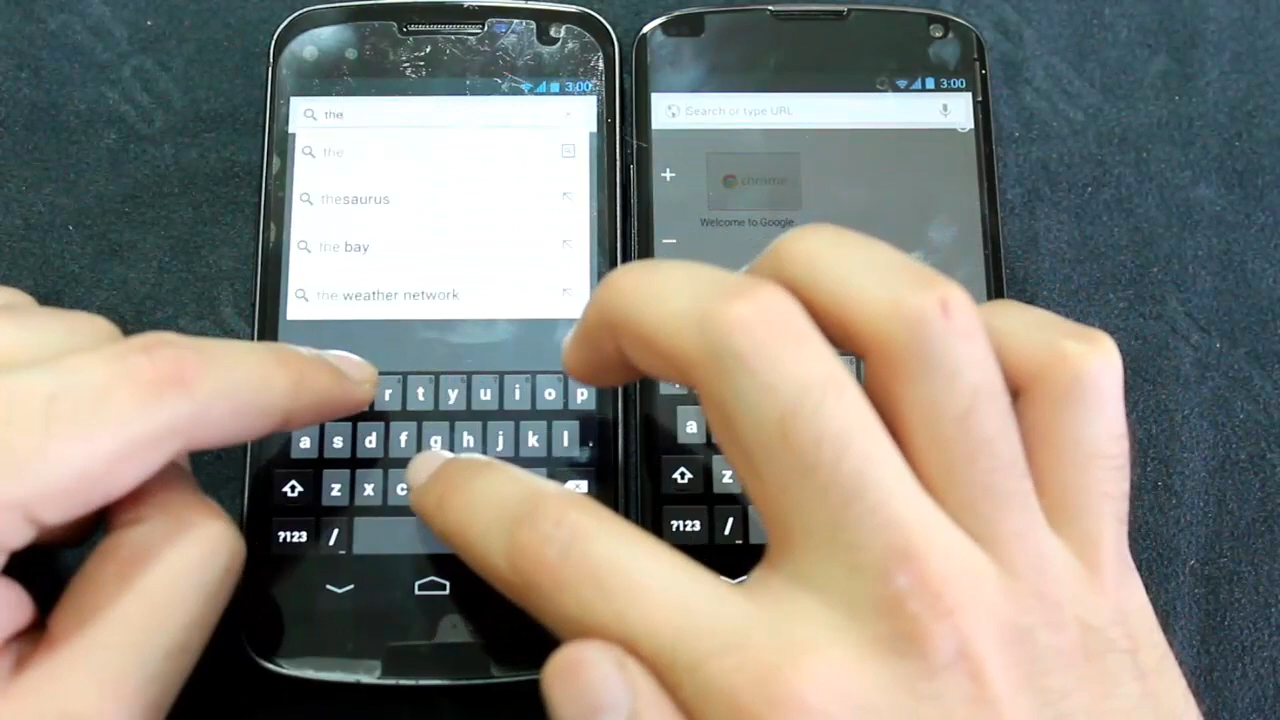 3:00
the
the
thesaurus
the bay
the weather network
r t y u i o p
a s d f g h j k l
z x c
?123 /
3:00
Search or type URL
+
chrome
Welcome to Google
−
a
z
?123 /